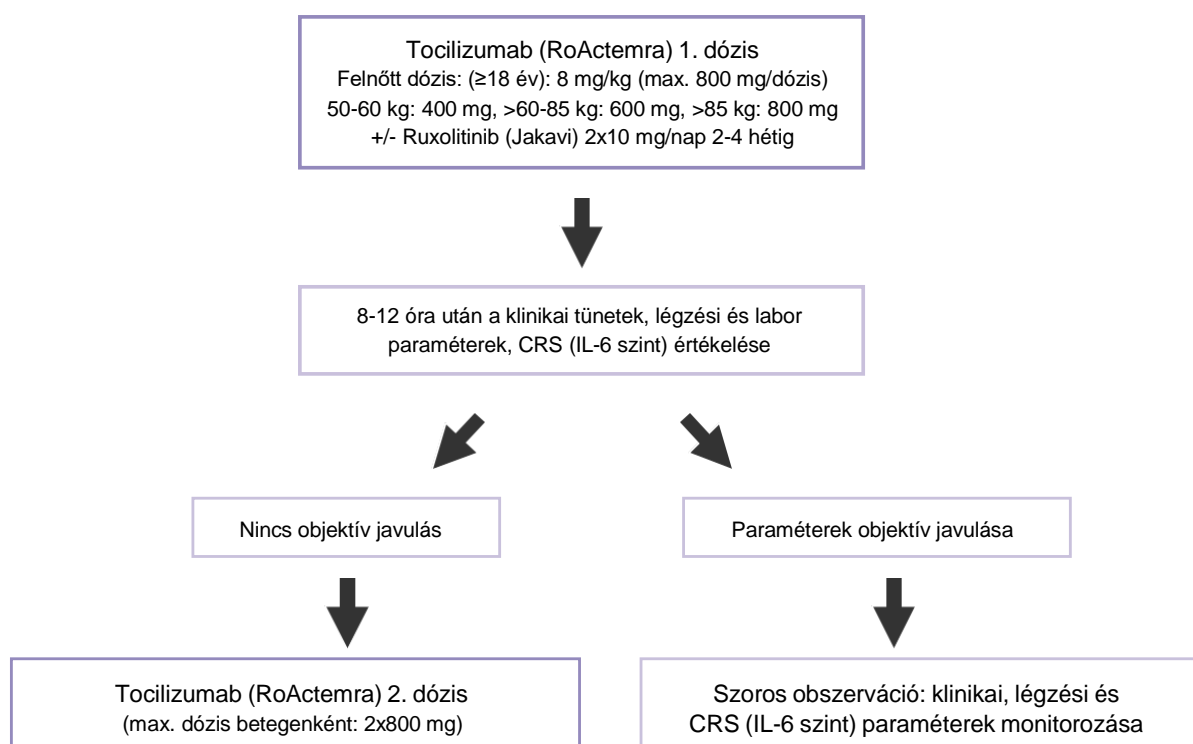 Tocilizumab (RoActemra) 1. dózis
Felnőtt dózis: (≥18 év): 8 mg/kg (max. 800 mg/dózis)
50-60 kg: 400 mg, >60-85 kg: 600 mg, >85 kg: 800 mg
+/- Ruxolitinib (Jakavi) 2x10 mg/nap 2-4 hétig
8-12 óra után a klinikai tünetek, légzési és labor
paraméterek, CRS (IL-6 szint) értékelése
Nincs objektív javulás
Paraméterek objektív javulása
Tocilizumab (RoActemra) 2. dózis
(max. dózis betegenként: 2x800 mg)
Szoros obszerváció: klinikai, légzési és
CRS (IL-6 szint) paraméterek monitorozása